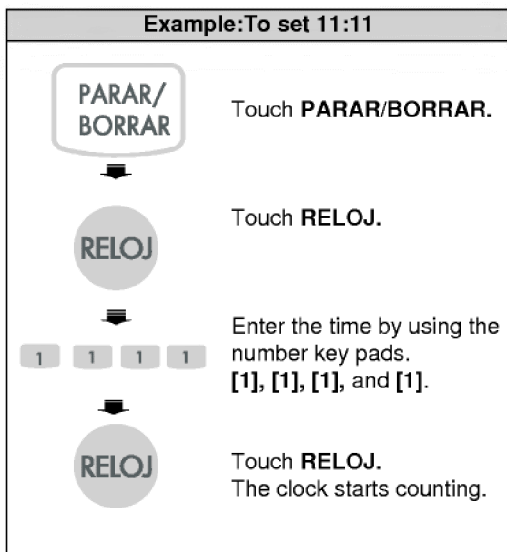 Example:To set 11:11
PARAR/
BORRAR
Touch PARAR/BORRAR.
RELOJ
Touch RELOJ.
1 1 1 1
Enter the time by using the
number key pads.
[1], [1], [1], and [1].
RELOJ
Touch RELOJ.
The clock starts counting.